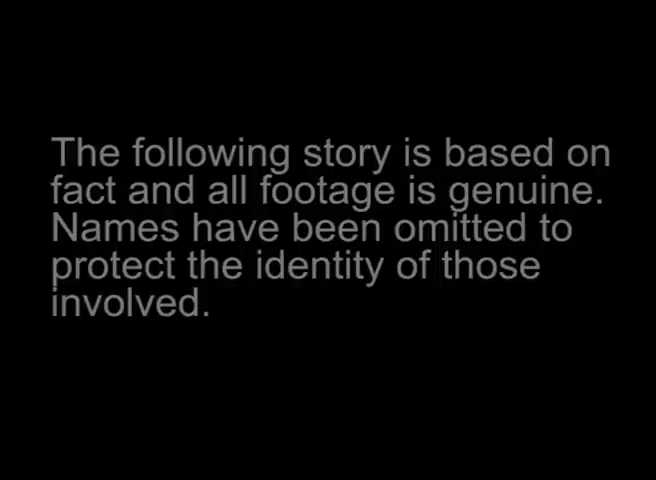 The following story is based on
fact and all footage is genuine.
Names have been omitted to
protect the identity of those
involved.